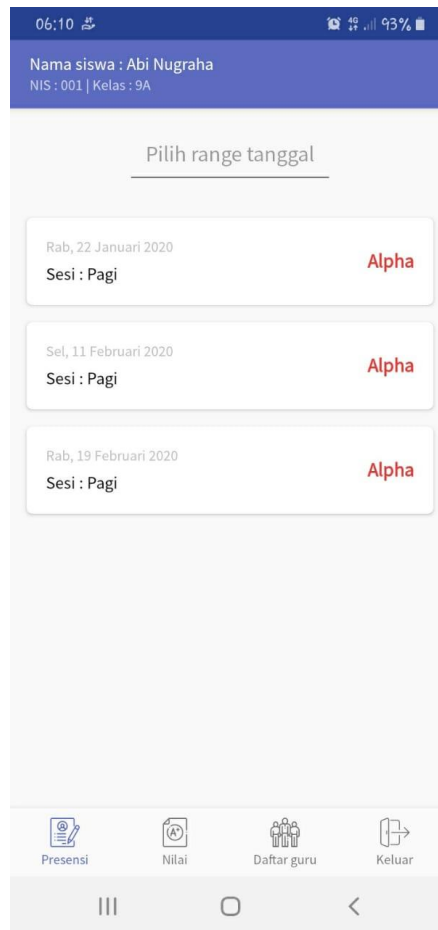 06:10 4G 93%
Nama siswa : Abi Nugraha
NIS : 001 | Kelas : 9A
Pilih range tanggal
Rab, 22 Januari 2020
Sesi : Pagi
Alpha
Sel, 11 Februari 2020
Sesi : Pagi
Alpha
Rab, 19 Februari 2020
Sesi : Pagi
Alpha
Presensi Nilai Daftar guru Keluar